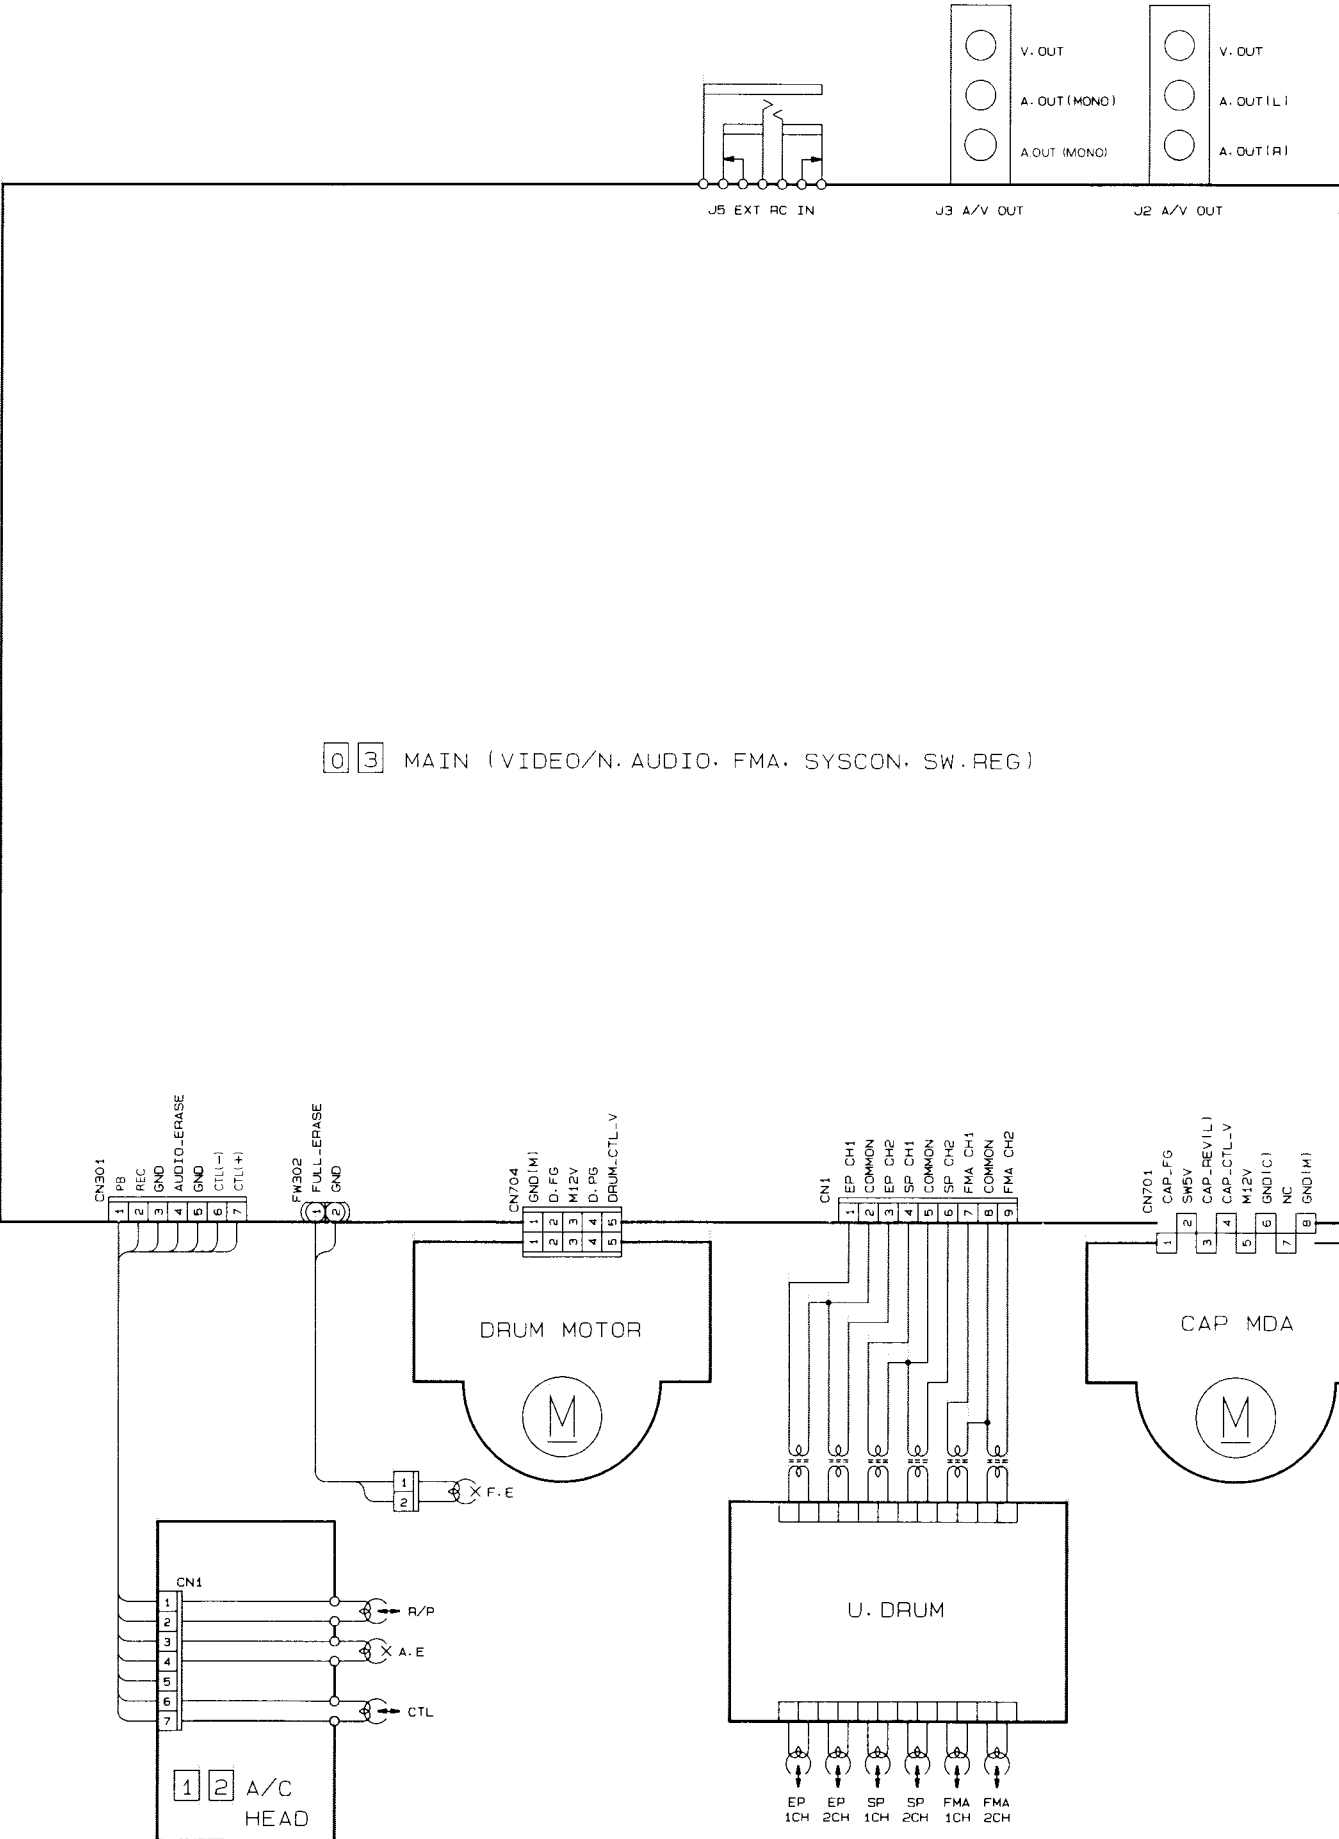 V.OUT
A.OUT(MONO)
A.OUT (MONO)
V.OUT
A.OUT(L)
A.OUT(R)
J5 EXT RC IN
J3 A/V OUT
J2 A/V OUT
0 3 MAIN (VIDEO/N.AUDIO, FMA, SYSCON, SW.REG)
CN301
PB
REC
GND
AUDIO_ERASE
GND
CTL(-)
CTL(+)
1 2 3 4 5 6 7
FW302
FULL_ERASE
GND
1 2
CN704
GND(M)
D.FG
M12V
D.PG
DRUM_CTL_V
1 2 3 4 5
1 2 3 4 5
CN1
EP CH1
COMMON
EP CH2
SP CH1
COMMON
SP CH2
FMA CH1
COMMON
FMA CH2
1 2 3 4 5 6 7 8 9
CN701
CAP_FG
SW5V
CAP_REV(L)
CAP_CTL_V
M12V
GND(C)
NC
GND(M)
1 2 3 4 5 6 7 8
DRUM MOTOR
M
CAP MDA
M
1
2
F.E
CN1
1
2
3
4
5
6
7
R/P
A.E
CTL
1 2 A/C
HEAD
U.DRUM
EP 1CH
EP 2CH
SP 1CH
SP 2CH
FMA 1CH
FMA 2CH